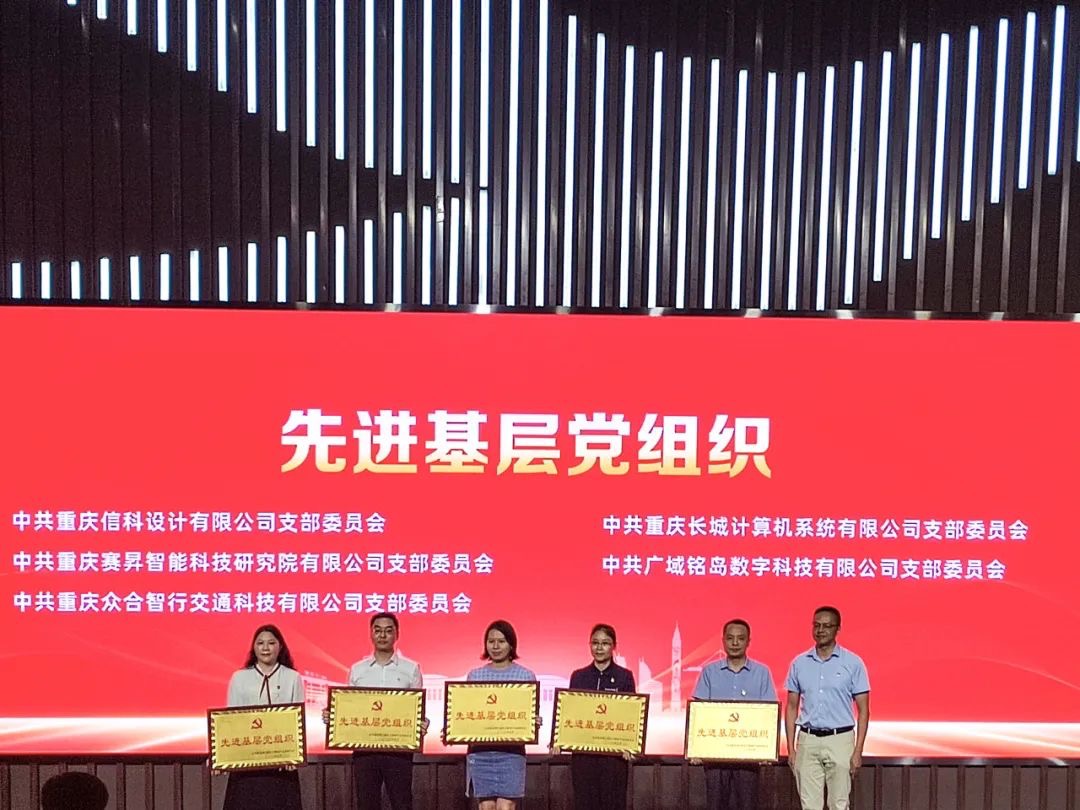 先进基层党组织
中共重庆信科设计有限公司支部委员会
中共重庆长城计算机系统有限公司支部委员会
中共重庆赛昇智能科技研究院有限公司支部委员会
中共广域铭岛数字科技有限公司支部委员会
中共重庆众合智行交通科技有限公司支部委员会
先进基层党组织
先进基层党组织
先进基层党组织
先进基层党组织
先进基层党组织